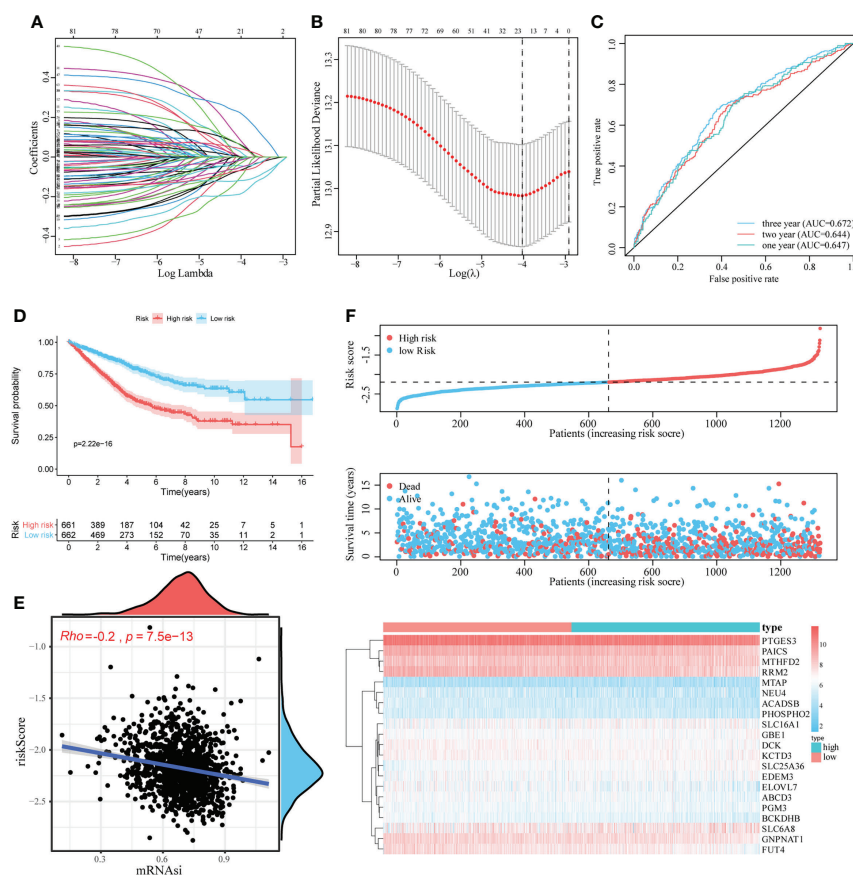 A
81 78 70 47 21 2
0.4
0.2
0.0
-0.2
-0.4
Coefficients
-8 -7 -6 -5 -4 -3
Log Lambda
B
81 80 80 80 78 77 72 69 60 56 51 36 23 13 7 4 0
13.3
13.2
13.1
13.0
12.9
Partial Likelihood Deviance
-8 -7 -6 -5 -4 -3
Log(λ)
C
1.0
0.8
0.6
0.4
0.2
0.0
True positive rate
three year (AUC=0.672)
two year (AUC=0.644)
one year (AUC=0.647)
0.0 0.2 0.4 0.6 0.8 1.
False positive rate
D
Risk High risk Low risk
1.00
0.75
0.50
0.25
0.00
Survival probability
p=2.22e-16
0 2 4 6 8 10 12 14 16
Time(years)
Risk
High risk 661 389 187 104 42 25 7 5 1
Low risk 662 469 273 152 70 35 11 2 1
0 2 4 6 8 10 12 14 16
Time(years)
F
High risk
low Risk
-1.5
-2.5
Risk score
0 200 400 600 800 1000 1200
Patients (increasing risk socre)
Dead
Alive
15
10
5
0
Survival time (years)
0 200 400 600 800 1000 1200
Patients (increasing risk socre)
E
Rho=-0.2 , p = 7.5e-13
-1.0
-1.5
-2.0
-2.5
riskScore
0.3 0.6 0.9
mRNAsi
type
PTGES3
PAICS
MTHFD2
RRM2
MTAP
NEU4
ACADSB
PHOSPHO2
SLC16A1
GBE1
DCK
KCTD3
SLC25A36
EDEM3
ELOVL7
ABCD3
PGM3
BCKDHB
SLC6A8
GNPNAT1
FUT4
10
8
6
4
2
type
high
low